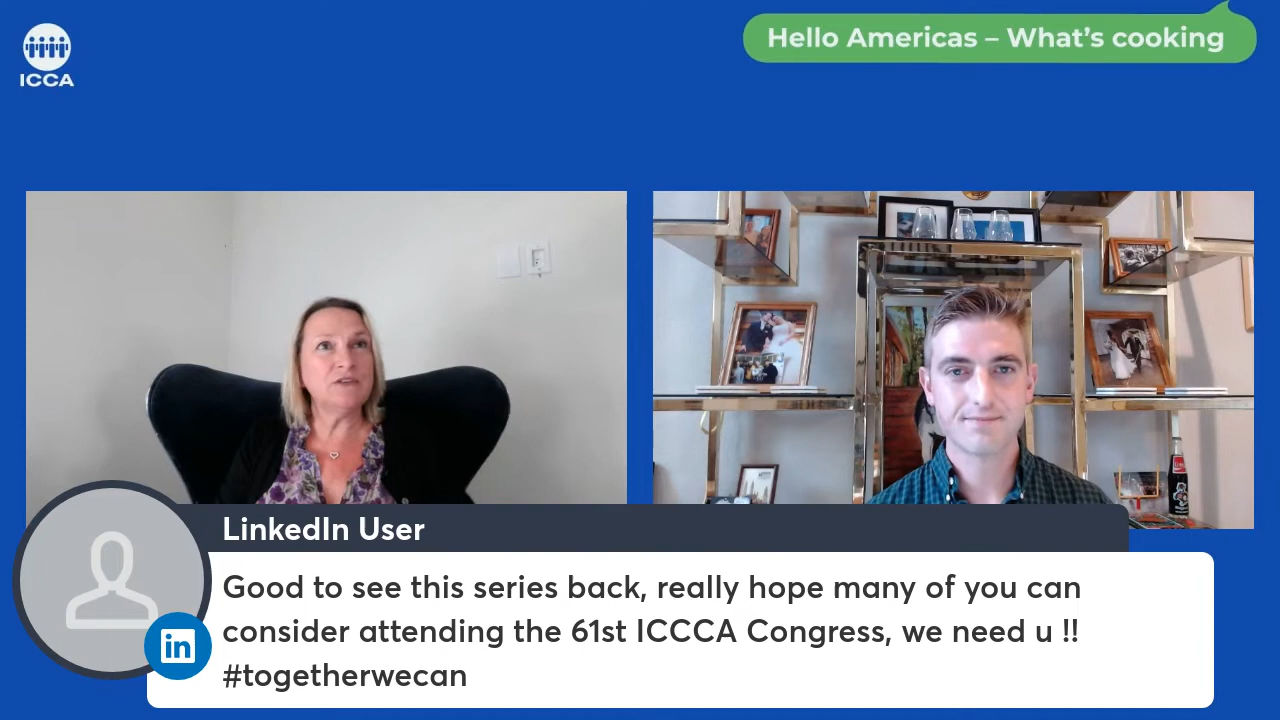 ICCA
Hello Americas – What's cooking
LinkedIn User
Good to see this series back, really hope many of you can
consider attending the 61st ICCCA Congress, we need u !!
#togetherwecan
in